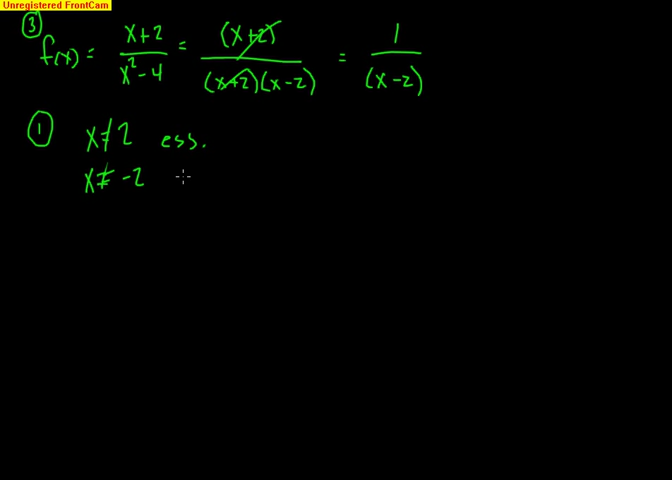 Unregistered FrontCam
③ f(x) = x+2 / x² - 4 = (x+2) / (x+2)(x-2) = 1 / (x-2)
① x ≠ 2 ess.
x ≠ -2